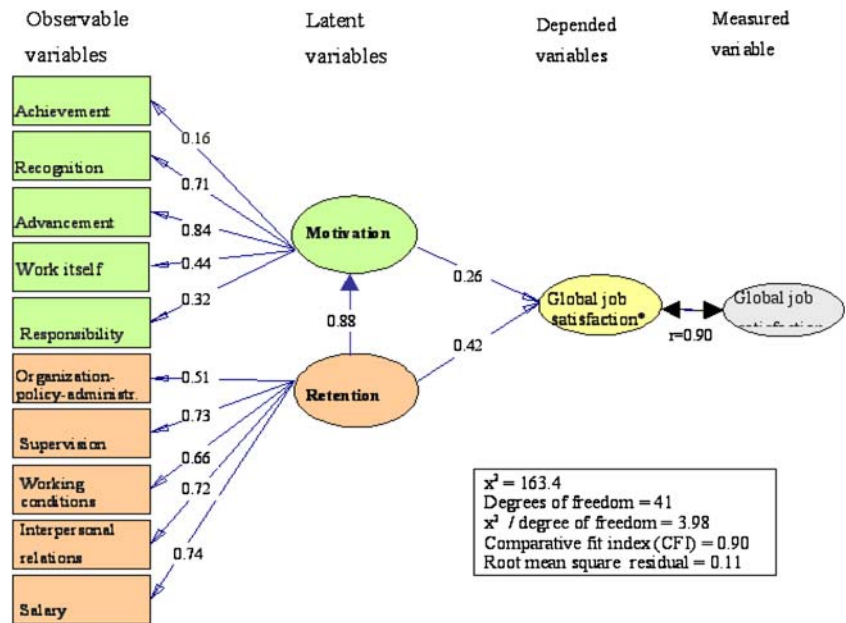 Observable
variables
Latent
variables
Depended
variables
Measured
variable
Achievement
Recognition
Advancement
Work itself
Responsibility
Organization-
policy-administr.
Supervision
Working
conditions
Interpersonal
relations
Salary
0.16
0.71
0.84
0.44
0.32
0.51
0.73
0.66
0.72
0.74
Motivation
0.88
Retention
0.26
0.42
Global job
satisfaction*
r=0.90
Global job
x² = 163.4
Degrees of freedom = 41
x² / degree of freedom = 3.98
Comparative fit index (CFI) = 0.90
Root mean square residual = 0.11